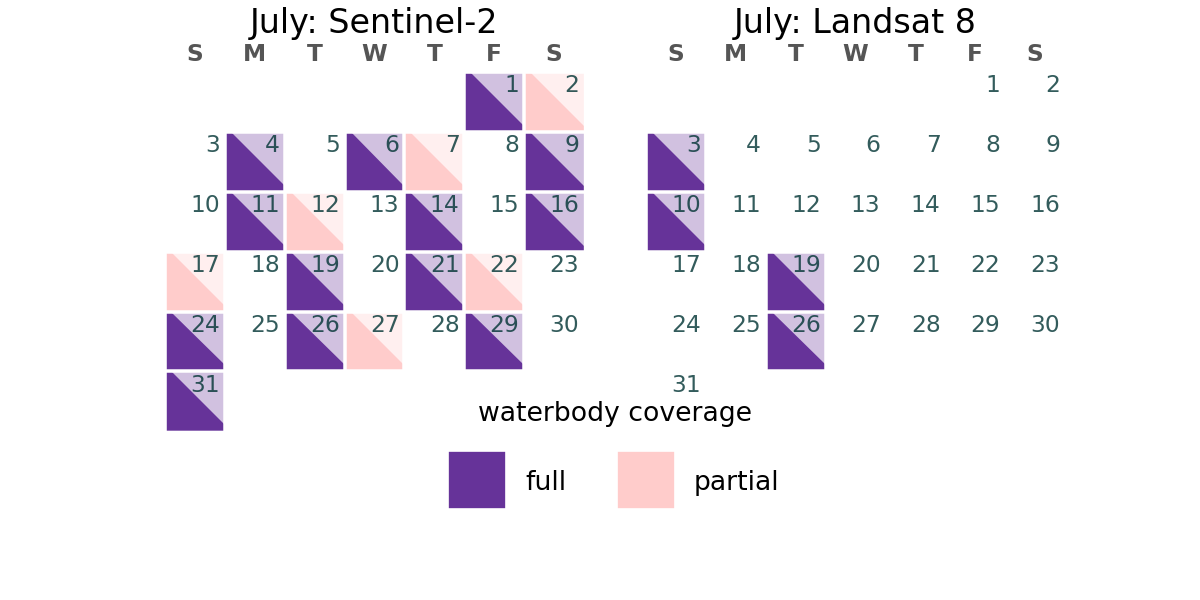 July: Sentinel-2
S M T W T F S
1 2
3 4 5 6 7 8 9
10 11 12 13 14 15 16
17 18 19 20 21 22 23
24 25 26 27 28 29 30
31
July: Landsat 8
S M T W T F S
1 2
3 4 5 6 7 8 9
10 11 12 13 14 15 16
17 18 19 20 21 22 23
24 25 26 27 28 29 30
31
waterbody coverage
full partial